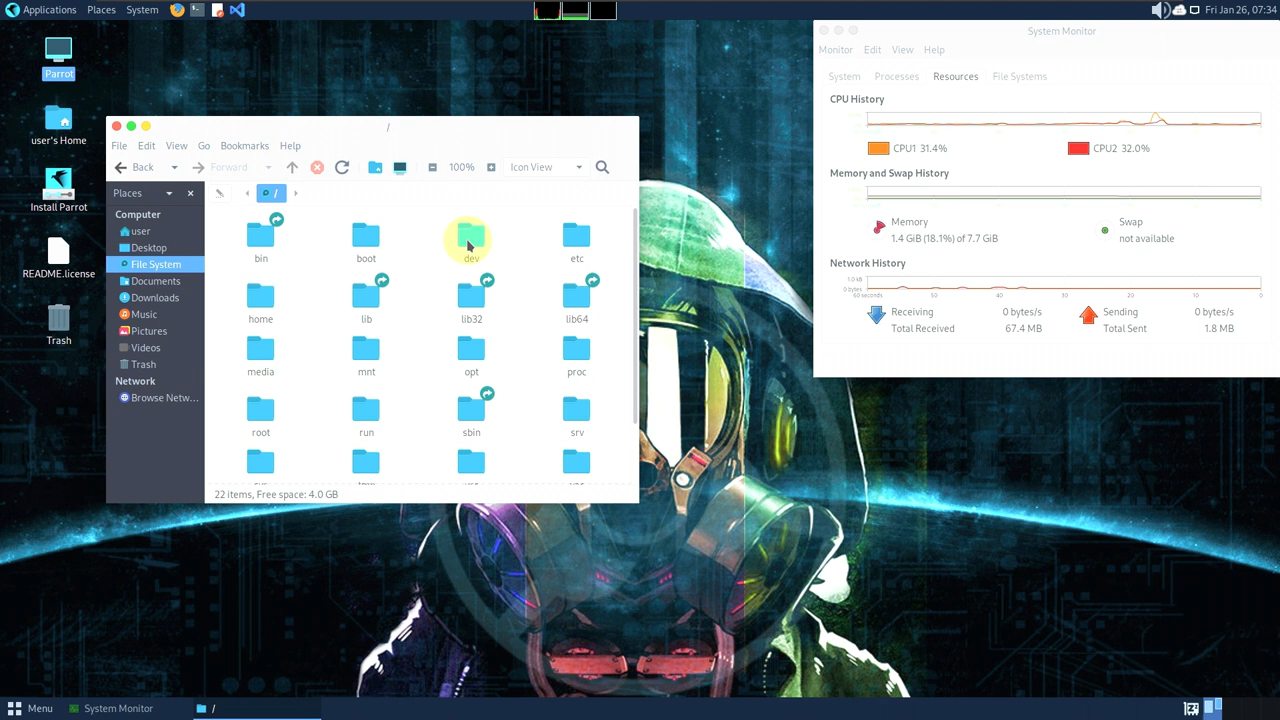 Applications Places System
Fri Jan 26, 07:34
Parrot
user's Home
Install Parrot
README.license
Trash
/
File Edit View Go Bookmarks Help
Back Forward 100% Icon View
Places
/
Computer
user
Desktop
File System
Documents
Downloads
Music
Pictures
Videos
Trash
Network
Browse Netw...
bin boot dev etc
home lib lib32 lib64
media mnt opt proc
root run sbin srv
22 items, Free space: 4.0 GB
System Monitor
Monitor Edit View Help
System Processes Resources File Systems
CPU History
CPU1 31.4% CPU2 32.0%
Memory and Swap History
Memory
1.4 GiB (18.1%) of 7.7 GiB
Swap
not available
Network History
1.0 kB
0 bytes
60 seconds 50 40 30 20 10 0
Receiving 0 bytes/s
Total Received 67.4 MB
Sending 0 bytes/s
Total Sent 1.8 MB
Menu System Monitor /